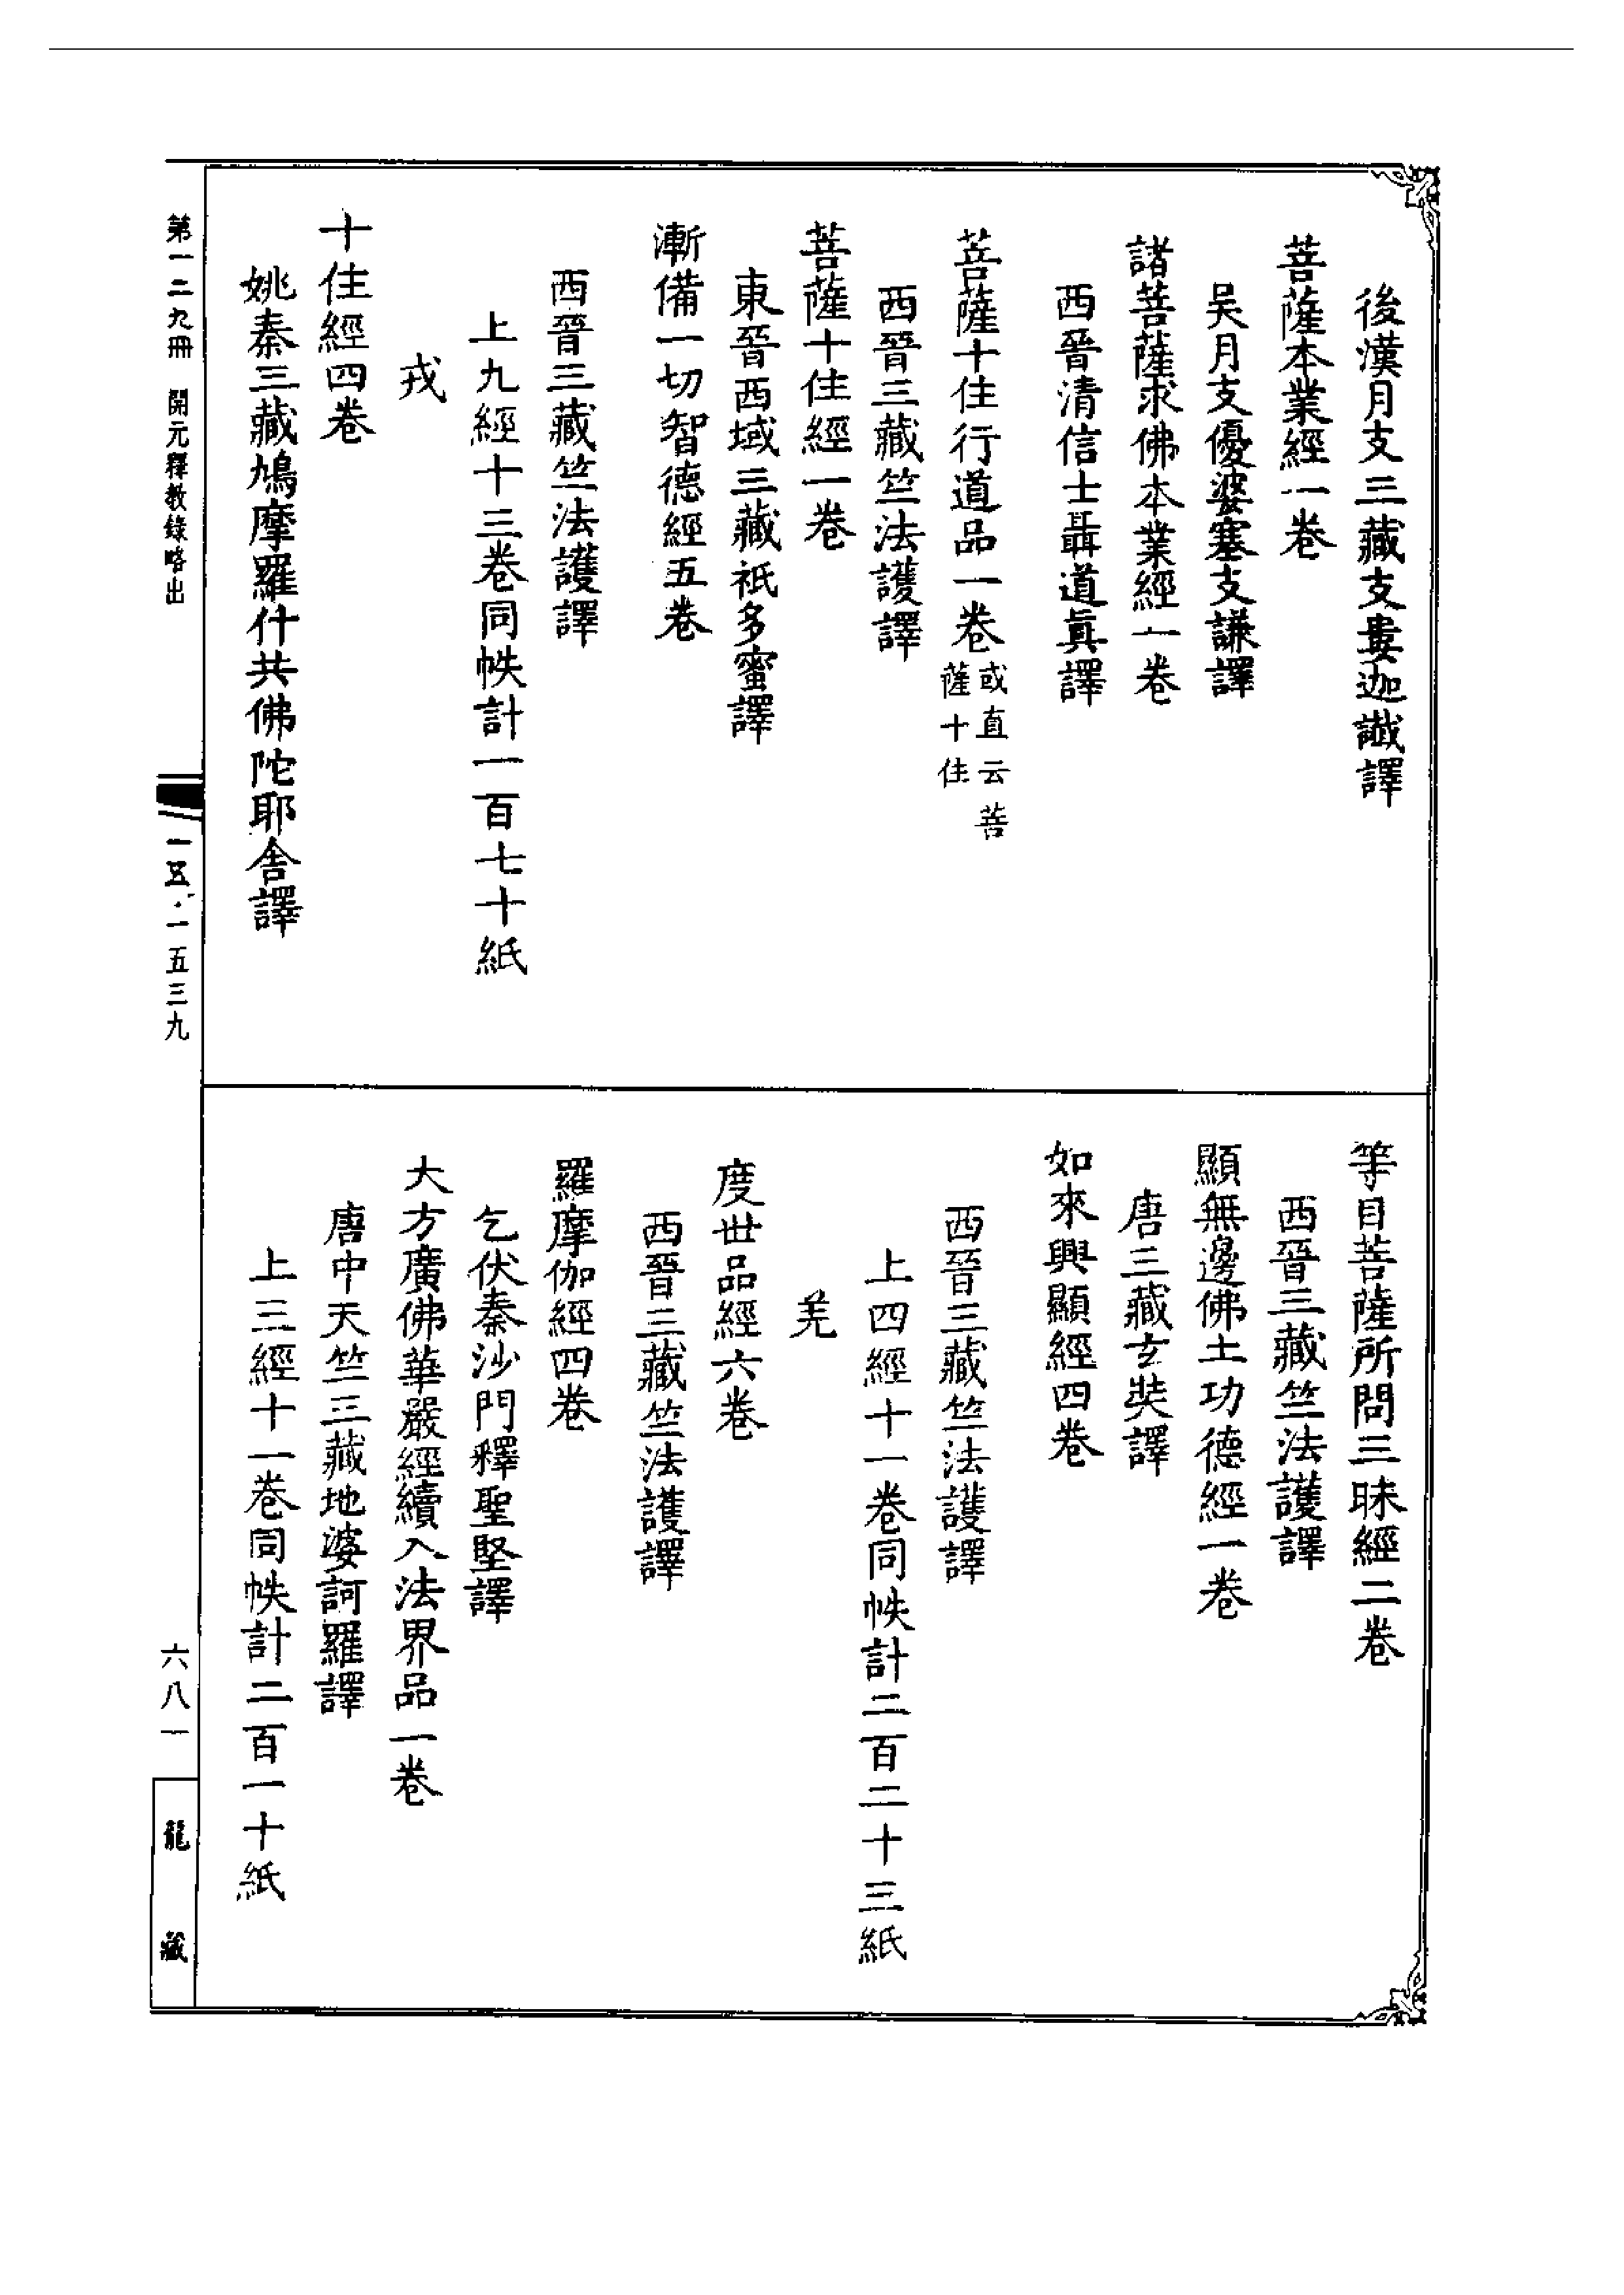 後漢月支三藏支婁迦讖譯
菩薩本業經一卷
吳月支優婆塞支謙譯
諸菩薩求佛本業經一卷
西晉清信士聶道眞譯
菩薩十住行道品一卷或直云菩
薩十住
西晉三藏竺法護譯
菩薩十住經一卷
東晉西域三藏祇多蜜譯
漸備一切智德經五卷
西晉三藏竺法護譯
上九經十三卷同帙計一百七十紙
戎
十住經四卷
姚秦三藏鳩摩羅什共佛陀耶舍譯
等目菩薩所問三昧經二卷
西晉三藏竺法護譯
顯無邊佛土功德經一卷
唐三藏玄奘譯
如來興顯經四卷
西晉三藏竺法護譯
上四經十一卷同帙計二百二十三紙
羌
度世品經六卷
西晉三藏竺法護譯
羅摩伽經四卷
乞伏秦沙門釋聖堅譯
大方廣佛華嚴經續入法界品一卷
唐中天竺三藏地婆訶羅譯
上三經十一卷同帙計二百一十紙
第一二九冊 開元釋教錄略出
一五·一五三九
六八一
龍藏